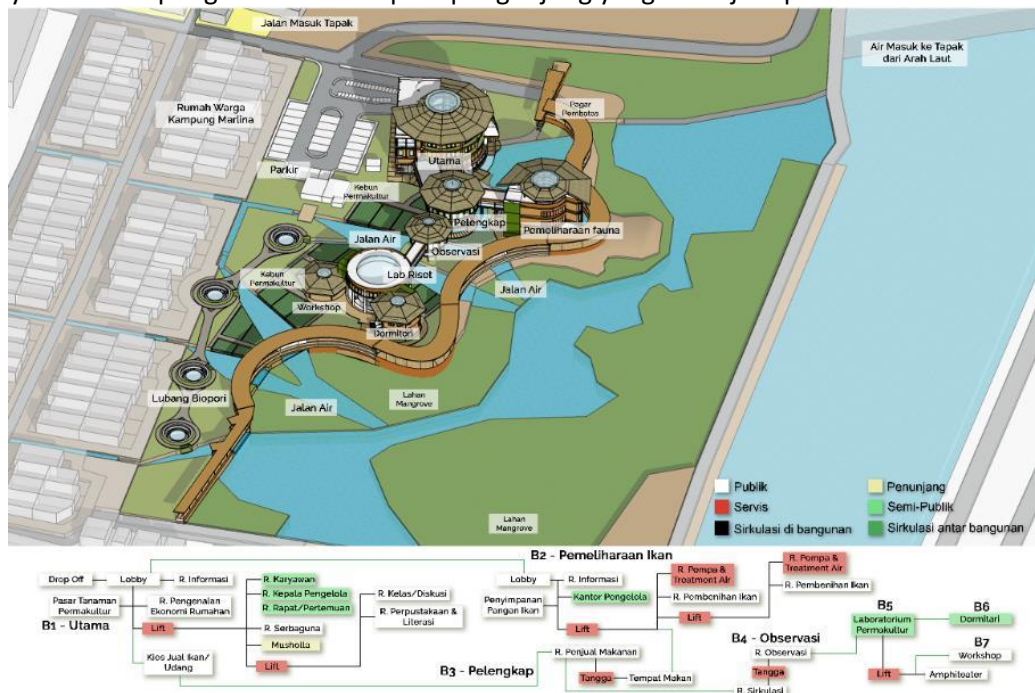 Jalan Masuk Tapak
Air Masuk ke Tapak
dari Arah Laut
Rumah Warga
Kampung Marlina
Pagar
Pembatas
Utama
Parkir
Kebun
Permakultur
Pelengkap
Pemeliharaan fauna
Jalan Air
Observasi
Lab Riset
Kebun
Permakultur
Jalan Air
Workshop
Dormitori
Lubang Biopori
Jalan Air
Lahan
Mangrove
Lahan
Mangrove
Publik
Servis
Sirkulasi di bangunan
Penunjang
Semi-Publik
Sirkulasi antar bangunan
B1 - Utama
Drop Off
Lobby
R. Informasi
Pasar Tanaman
Permakultur
R. Pengenalan
Ekonomi Rumahan
Lift
Kios Jual Ikan/
Udang
R. Karyawan
R. Kepala Pengelola
R. Rapat/Pertemuan
R. Serbaguna
Musholla
Lift
R. Kelas/Diskusi
R. Perpustakaan &
Literasi
B2 - Pemeliharaan Ikan
Lobby
R. Informasi
Penyimpanan
Pangan Ikan
Kantor Pengelola
Lift
R. Pompa &
Treatment Air
R. Pembenihan Ikan
Lift
R. Pompa &
Treatment Air
R. Pembenihan Ikan
B3 - Pelengkap
R. Penjual Makanan
Tangga
Tempat Makan
B4 - Observasi
R. Observasi
Tangga
R. Sirkulasi
B5
Laboratorium
Permakultur
Lift
B6
Dormitari
B7
Workshop
Amphiteater